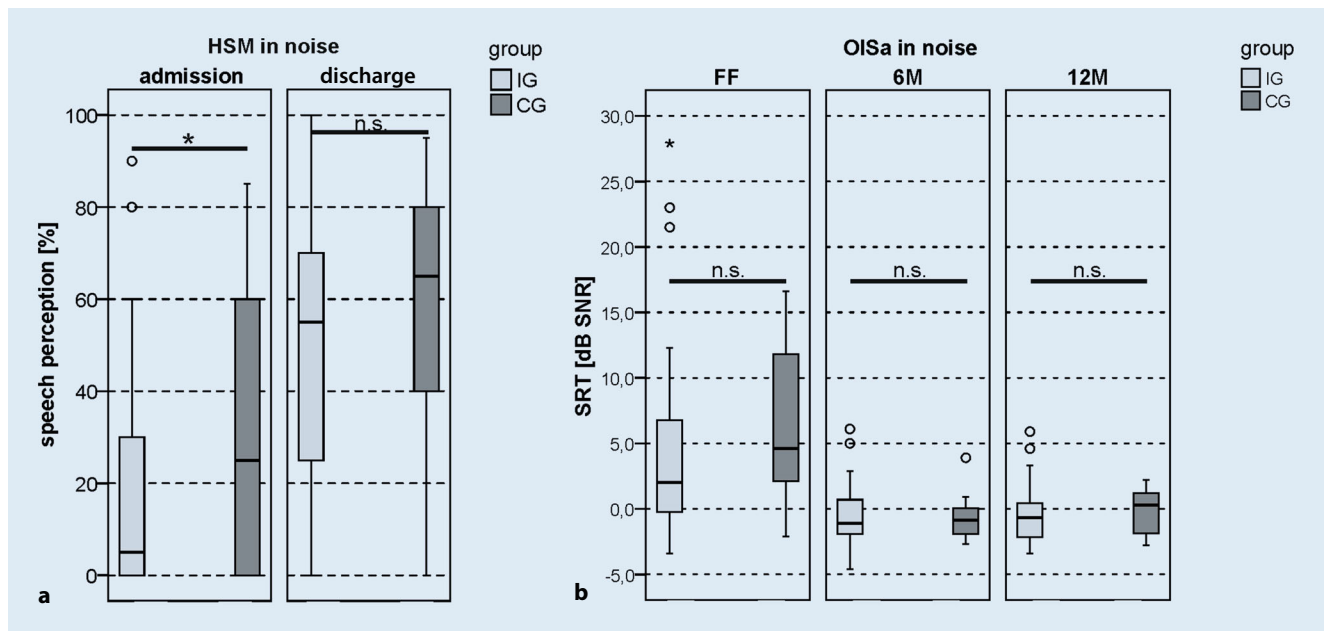 HSM in noise
admission
discharge
group
IG
CG
100
80
60
40
20
0
speech perception [%]
*
n.s.
a
OISa in noise
FF
6M
12M
group
IG
CG
30,0
25,0
20,0
15,0
10,0
5,0
0,0
-5,0
SRT [dB SNR]
*
n.s.
n.s.
n.s.
b